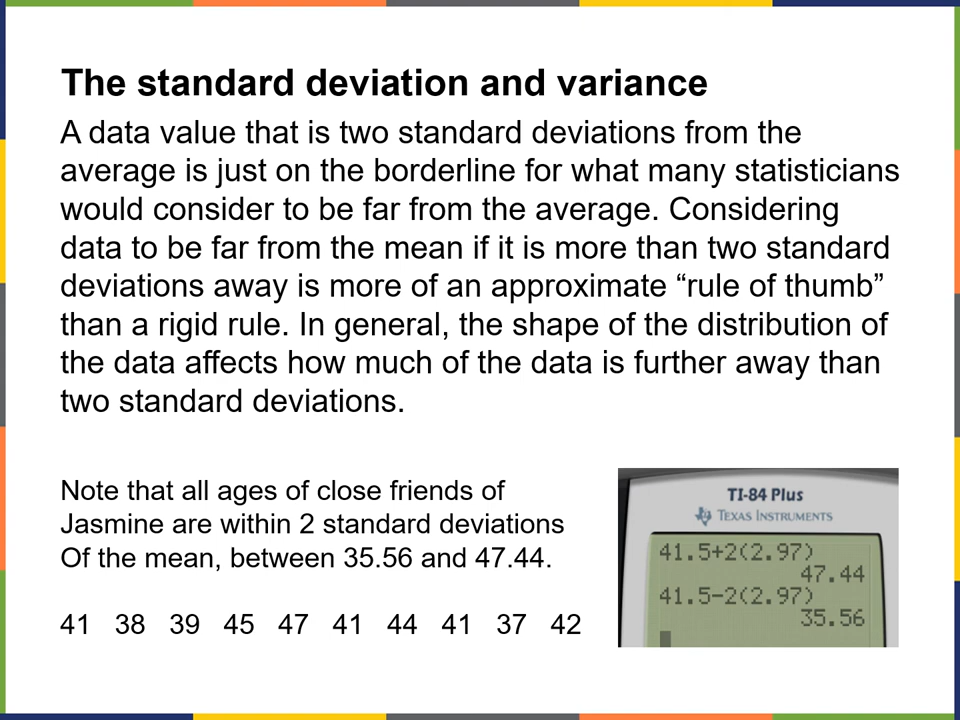 The standard deviation and variance
A data value that is two standard deviations from the
average is just on the borderline for what many statisticians
would consider to be far from the average. Considering
data to be far from the mean if it is more than two standard
deviations away is more of an approximate “rule of thumb”
than a rigid rule. In general, the shape of the distribution of
the data affects how much of the data is further away than
two standard deviations.
Note that all ages of close friends of
Jasmine are within 2 standard deviations
Of the mean, between 35.56 and 47.44.
41 38 39 45 47 41 44 41 37 42
TI-84 Plus
TEXAS INSTRUMENTS
41.5+2(2.97)
47.44
41.5-2(2.97)
35.56